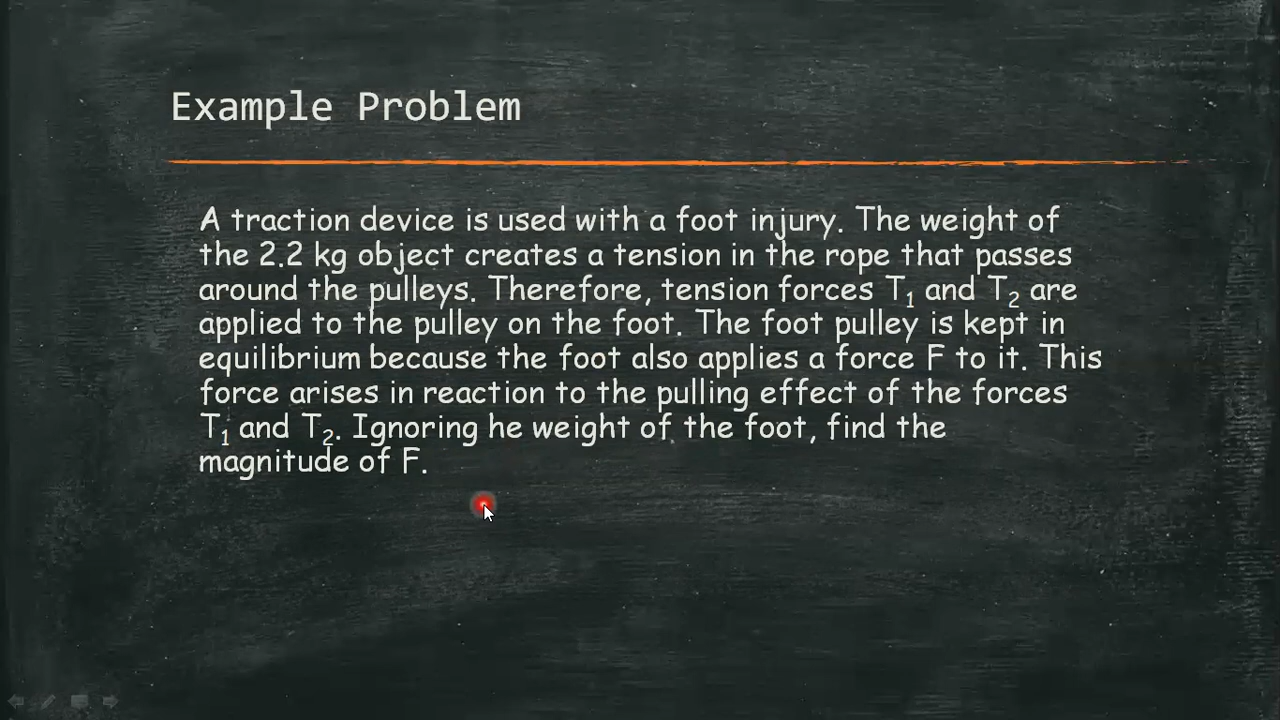 Example Problem
A traction device is used with a foot injury. The weight of
the 2.2 kg object creates a tension in the rope that passes
around the pulleys. Therefore, tension forces T₁ and T₂ are
applied to the pulley on the foot. The foot pulley is kept in
equilibrium because the foot also applies a force F to it. This
force arises in reaction to the pulling effect of the forces
T₁ and T₂. Ignoring he weight of the foot, find the
magnitude of F.